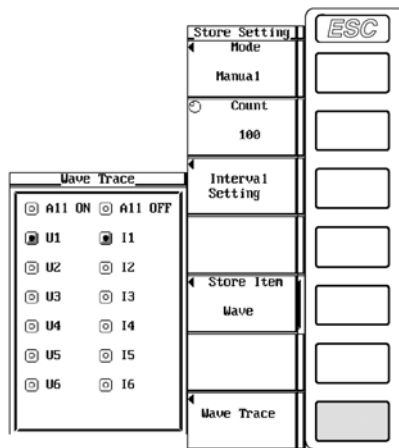 Store Setting
ESC
Mode
Manual
Count
100
Interval
Setting
Store Item
Wave
Wave Trace
Wave Trace
All ON All OFF
U1 I1
U2 I2
U3 I3
U4 I4
U5 I5
U6 I6